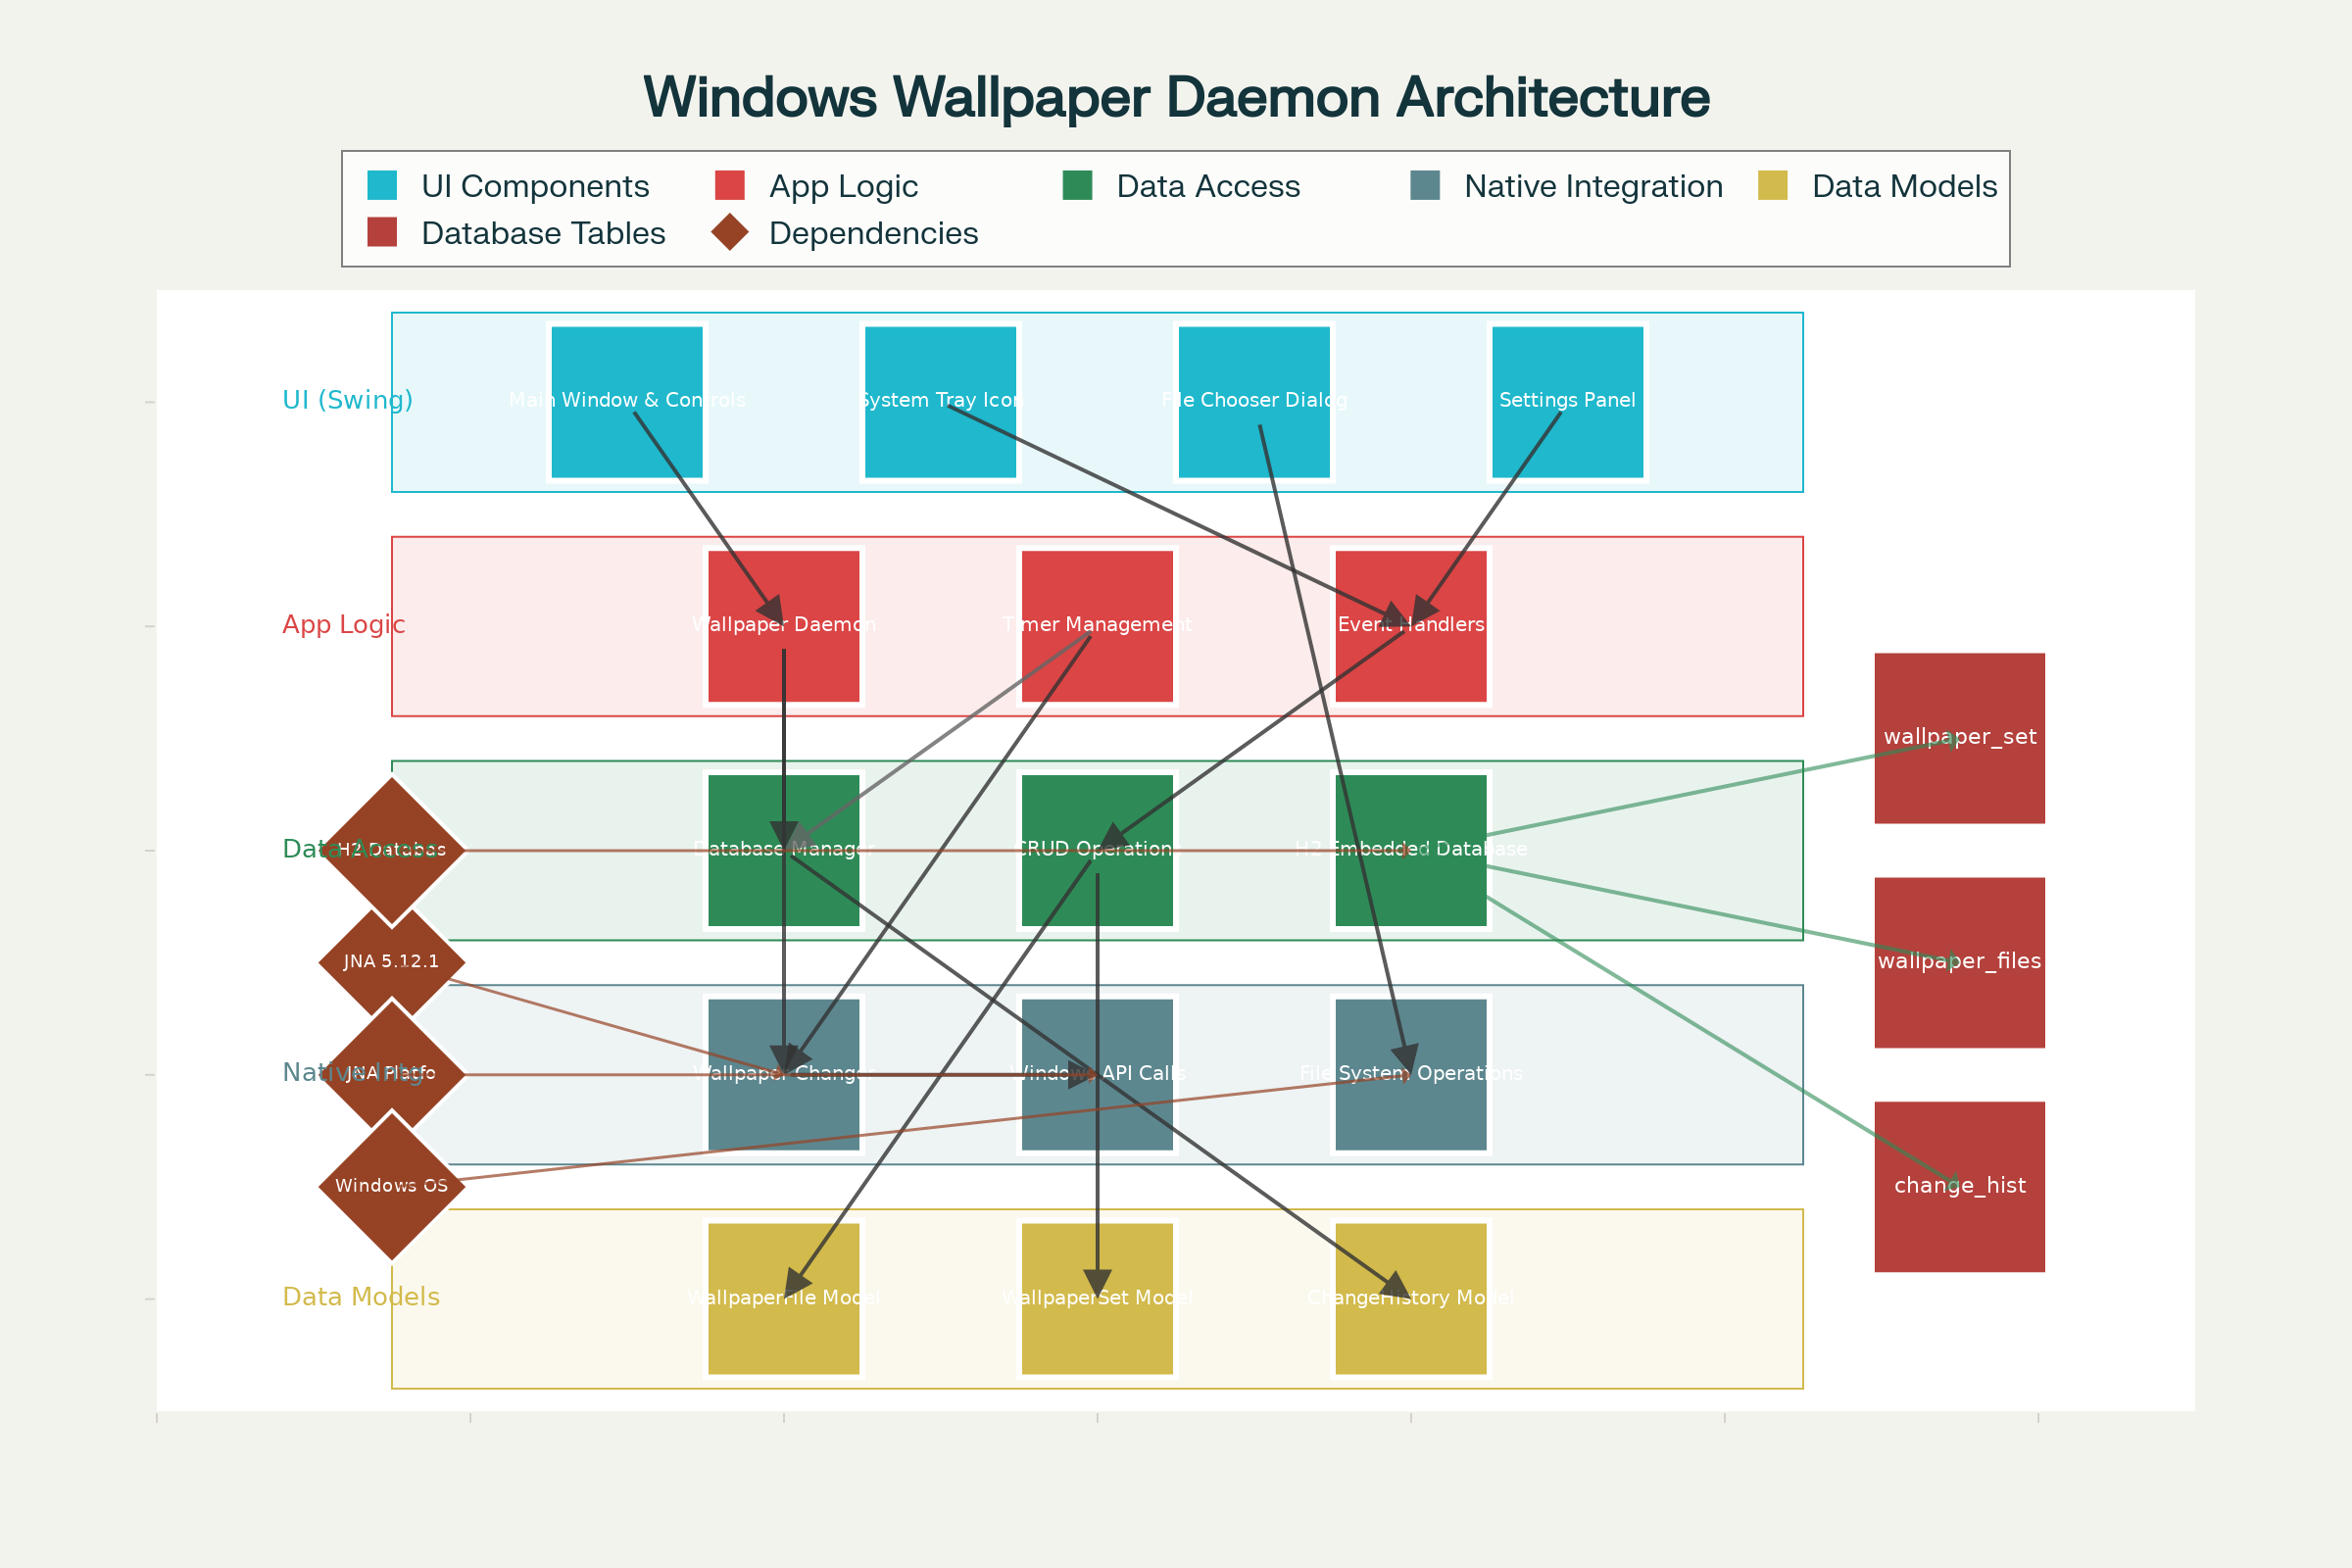 Windows Wallpaper Daemon Architecture
UI Components
App Logic
Data Access
Native Integration
Data Models
Database Tables
Dependencies
UI (Swing)
Main Window & Controls
System Tray Icon
File Chooser Dialog
Settings Panel
App Logic
Wallpaper Daemon
Timer Management
Event Handlers
wallpaper_set
Data Access
H2 Databas
Database Manager
CRUD Operations
H2 Embedded Database
JNA 5.12.1
wallpaper_files
Native Intg
JNA Platfo
Wallpaper Changer
Windows API Calls
File System Operations
Windows OS
change_hist
Data Models
WallpaperFile Model
WallpaperSet Model
ChangeHistory Model